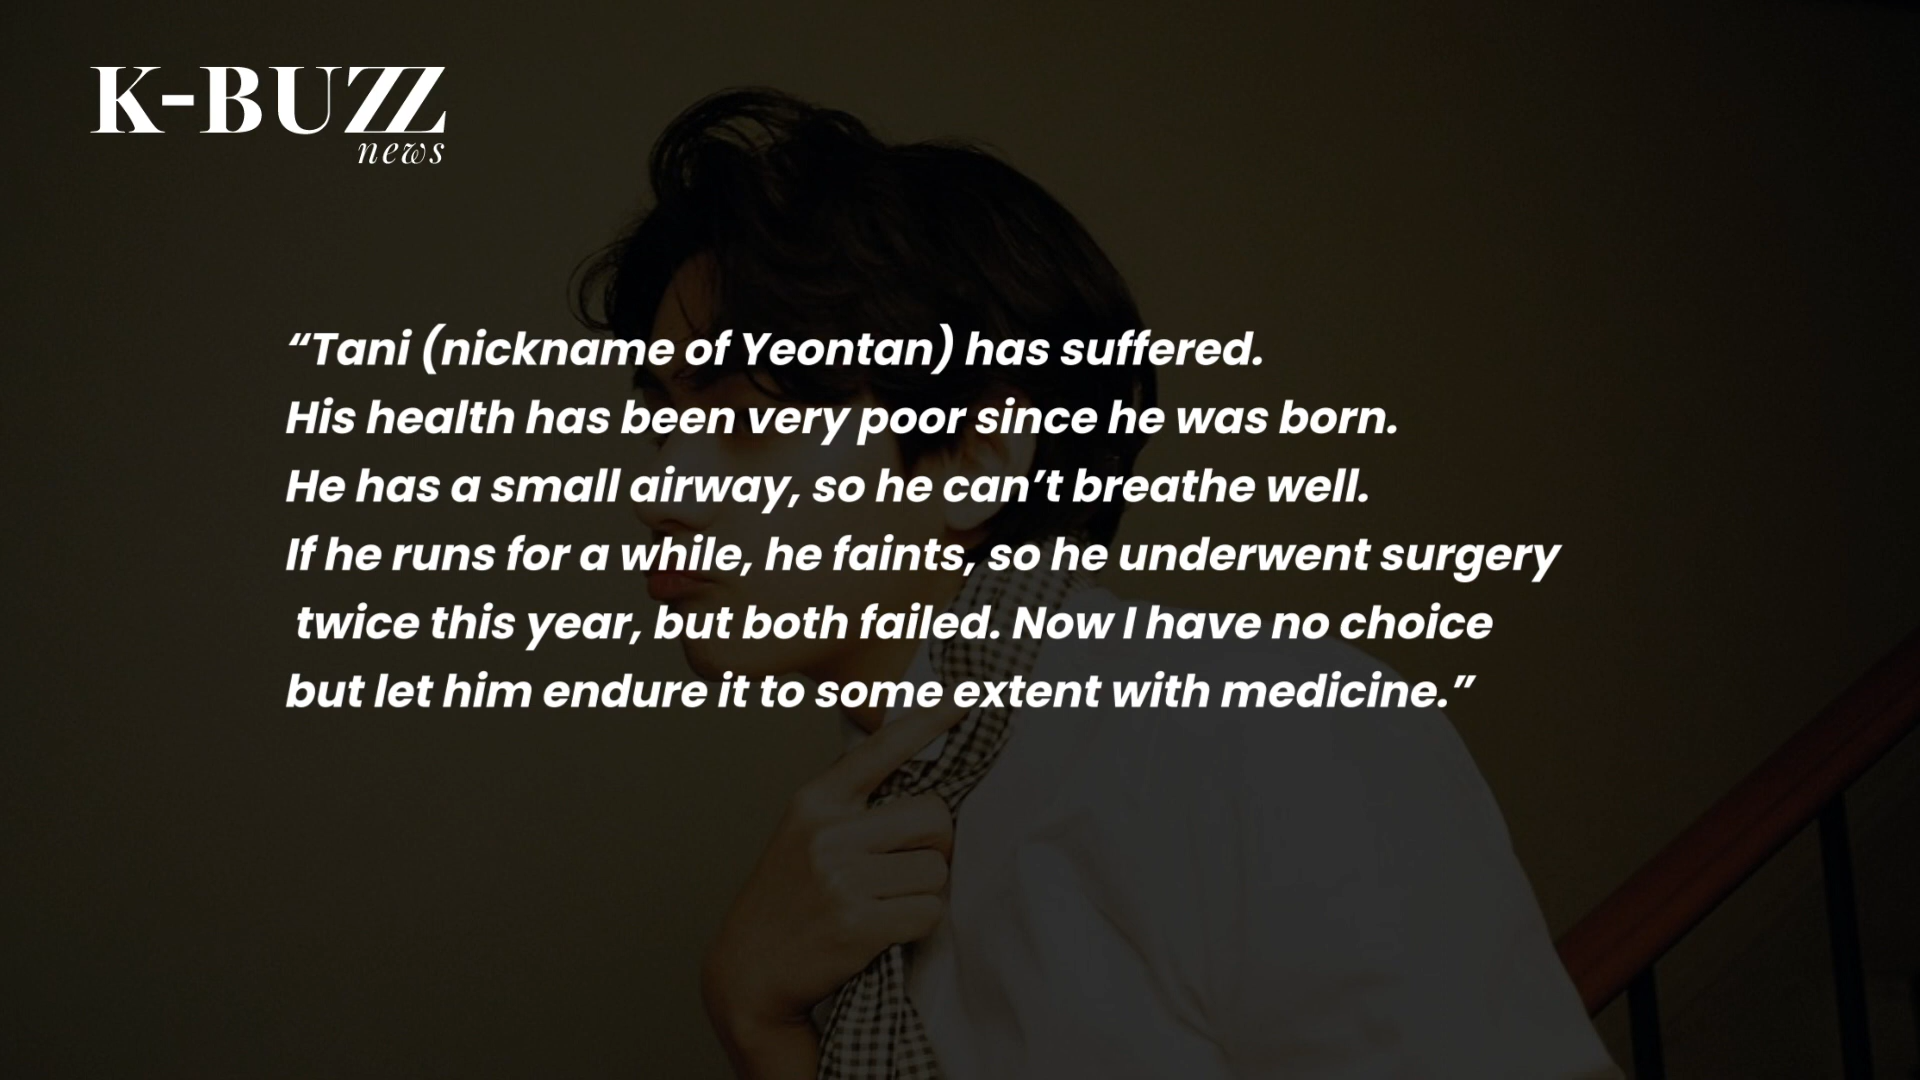 K-BUZZ
news
“Tani (nickname of Yeontan) has suffered.
His health has been very poor since he was born.
He has a small airway, so he can’t breathe well.
If he runs for a while, he faints, so he underwent surgery
twice this year, but both failed. Now I have no choice
but let him endure it to some extent with medicine.”